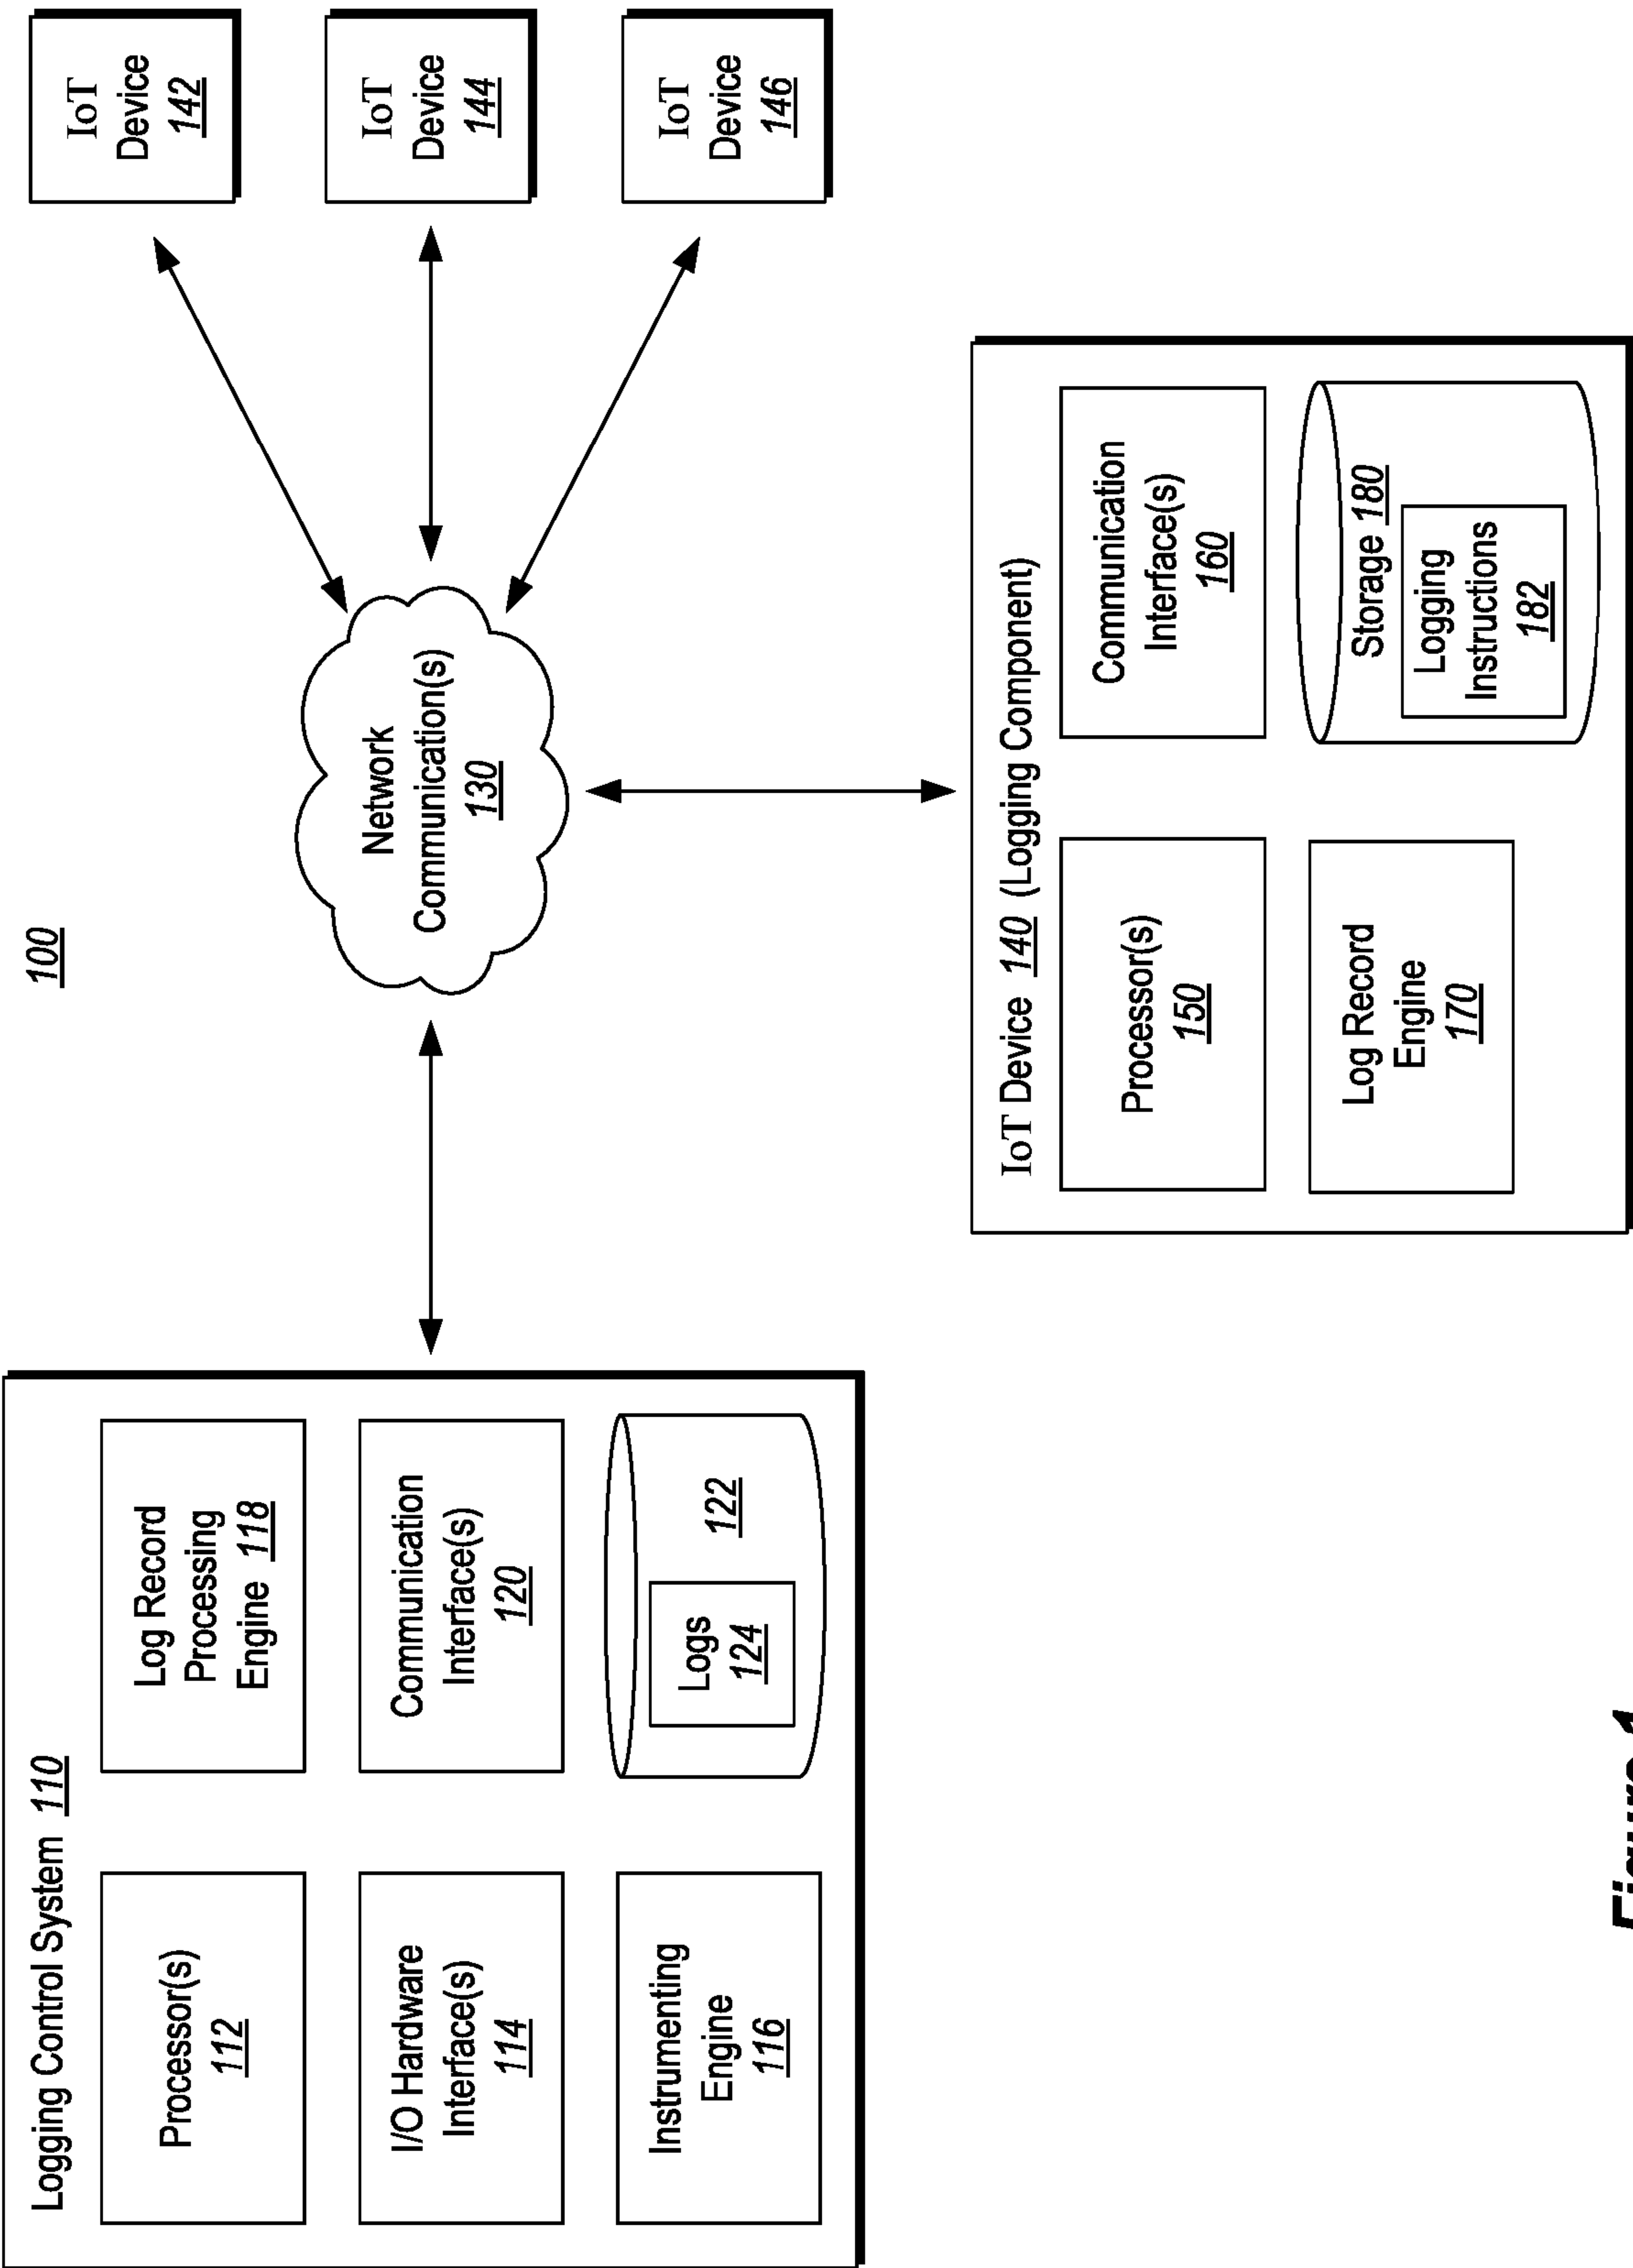 100
Logging Control System 110
Processor(s)
112
Log Record
Processing
Engine 118
I/O Hardware
Interface(s)
114
Communication
Interface(s)
120
Instrumenting
Engine
116
122
Logs
124
Network
Communication(s)
130
IoT
Device
142
IoT
Device
144
IoT
Device
146
IoT Device 140 (Logging Component)
Processor(s)
150
Communication
Interface(s)
160
Log Record
Engine
170
Storage 180
Logging
Instructions
182
Figure 1